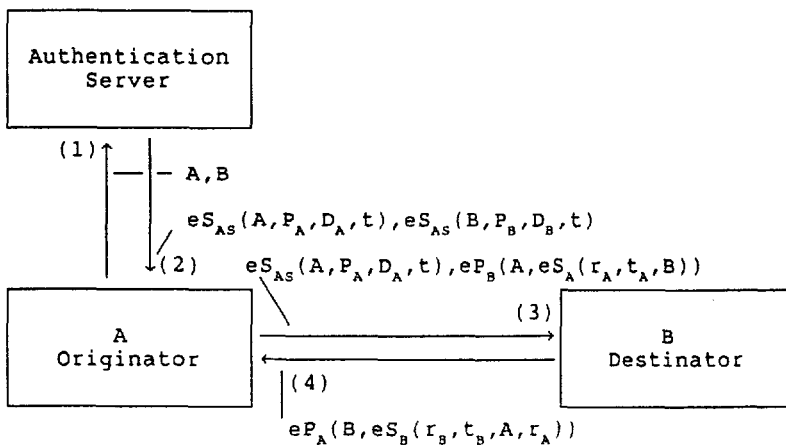 Authentication
Server
(1)
A,B
eS_AS(A,P_A,D_A,t),eS_AS(B,P_B,D_B,t)
(2)
eS_AS(A,P_A,D_A,t),eP_B(A,eS_A(r_A,t_A,B))
A
Originator
(3)
B
Destinator
(4)
eP_A(B,eS_B(r_B,t_B,A,r_A))